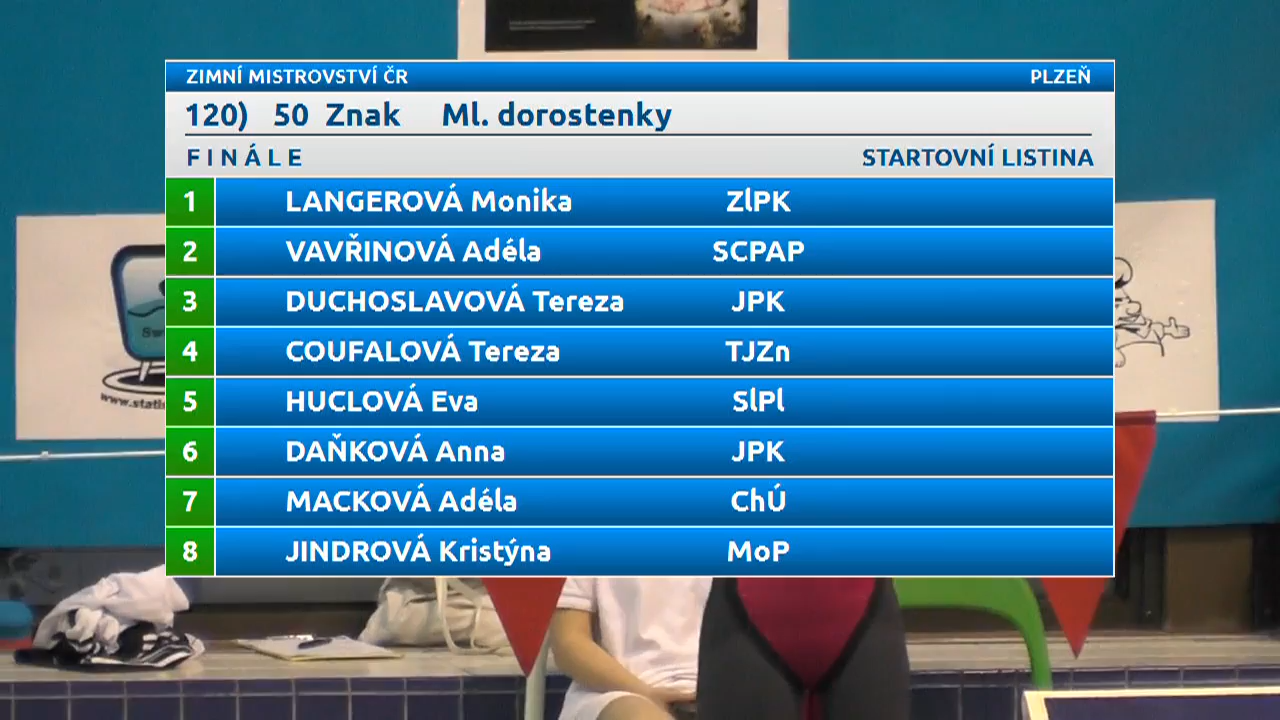 ZIMNÍ MISTROVSTVÍ ČR PLZEŇ
120) 50 Znak Ml. dorostenky
FINÁLE STARTOVNÍ LISTINA
1 LANGEROVÁ Monika ZlPK
2 VAVŘINOVÁ Adéla SCPAP
3 DUCHOSLAVOVÁ Tereza JPK
4 COUFALOVÁ Tereza TJZn
5 HUCLOVÁ Eva SlPl
6 DAŇKOVÁ Anna JPK
7 MACKOVÁ Adéla ChÚ
8 JINDROVÁ Kristýna MoP